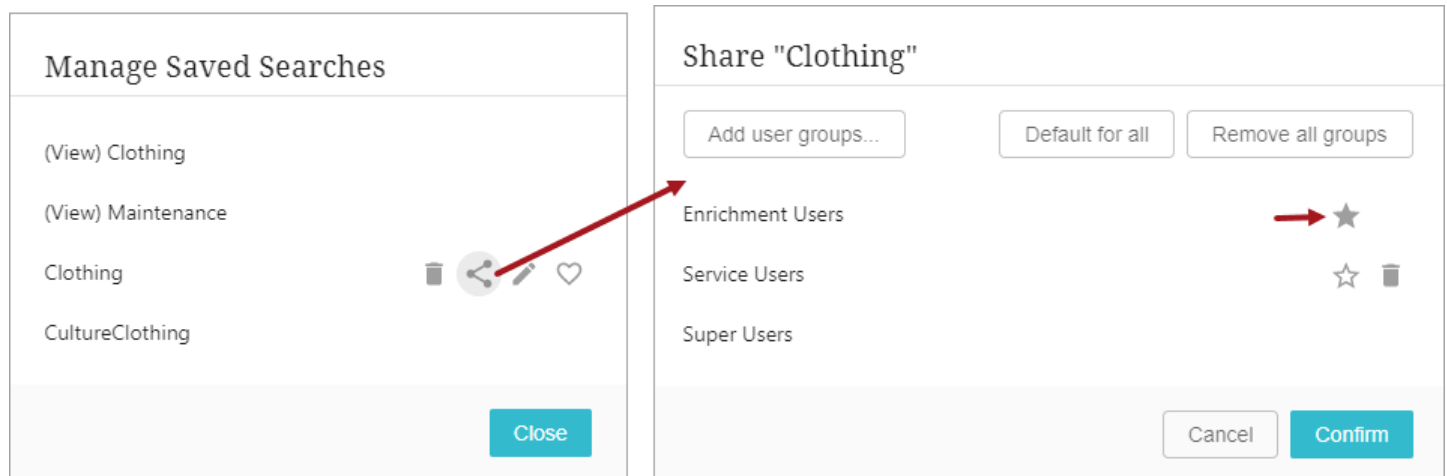 Manage Saved Searches
(View) Clothing
(View) Maintenance
Clothing
CultureClothing
Close
Share "Clothing"
Add user groups...
Default for all
Remove all groups
Enrichment Users
Service Users
Super Users
Cancel
Confirm